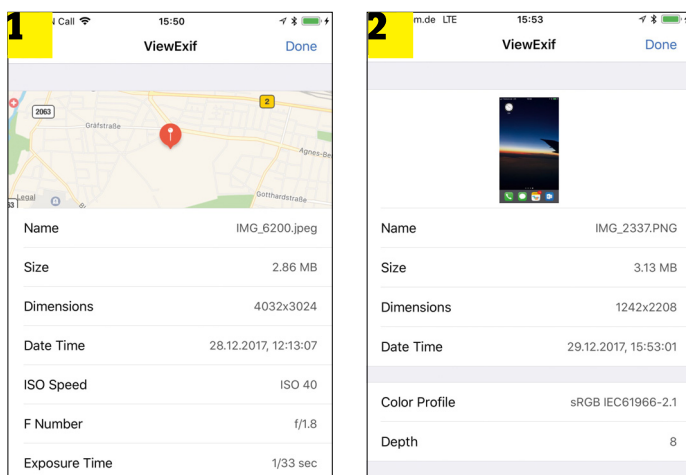 1
Call 15:50
ViewExif Done
2063
2
Gräfstraße
Agnes-Be
Gotthardstraße
Legal
Name IMG_6200.jpeg
Size 2.86 MB
Dimensions 4032x3024
Date Time 28.12.2017, 12:13:07
ISO Speed ISO 40
F Number f/1.8
Exposure Time 1/33 sec
2
m.de LTE 15:53
ViewExif Done
Name IMG_2337.PNG
Size 3.13 MB
Dimensions 1242x2208
Date Time 29.12.2017, 15:53:01
Color Profile sRGB IEC61966-2.1
Depth 8